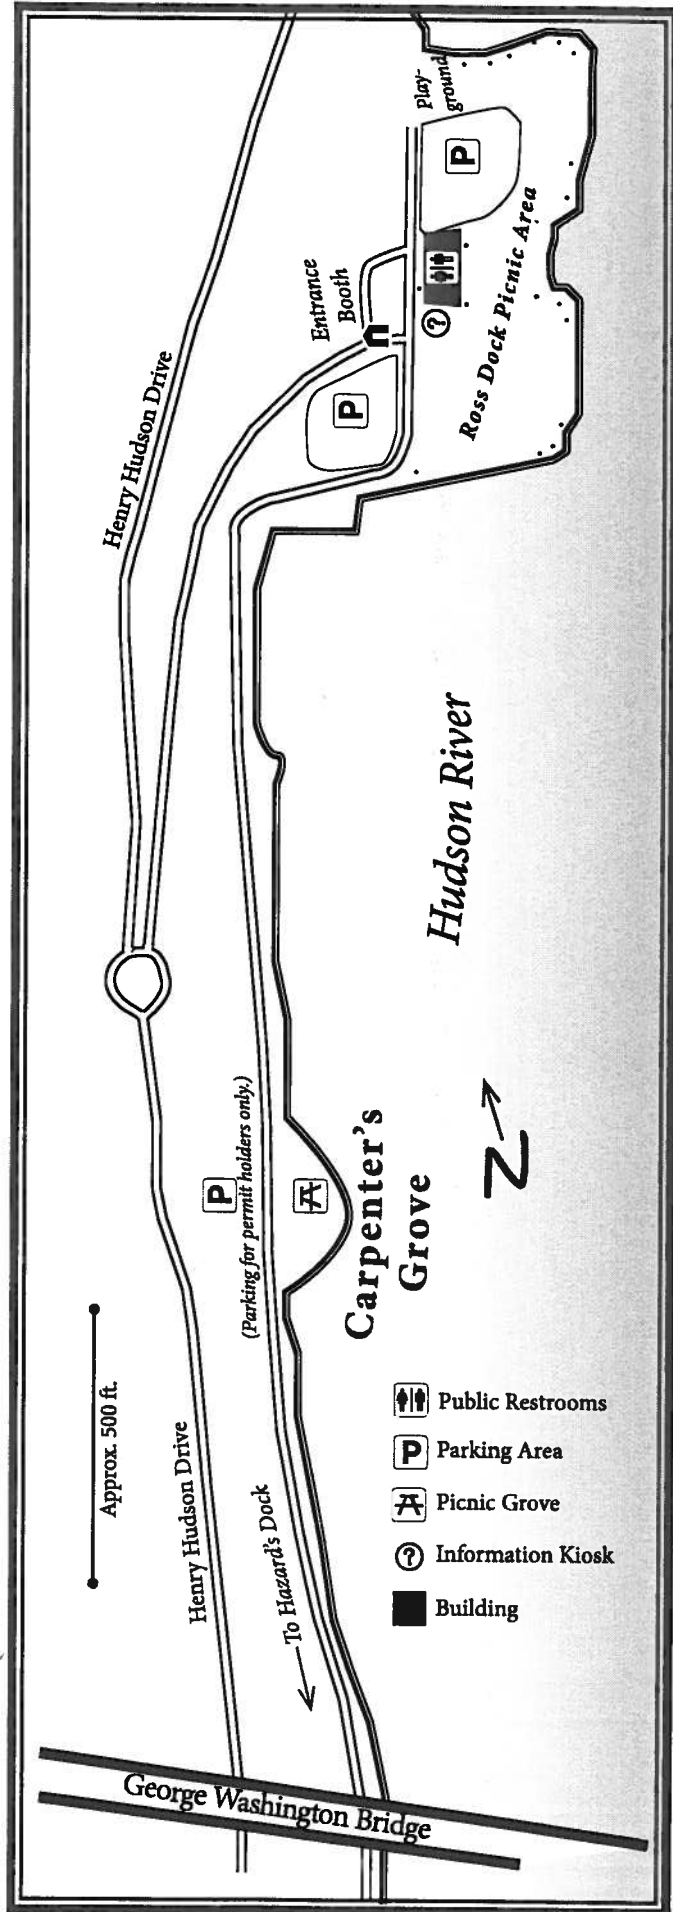 Play-
ground
P
Entrance
Booth
P
?
Ross Dock Picnic Area
Henry Hudson Drive
Hudson River
N
P
(Parking for permit holders only.)
Carpenter's
Grove
Approx. 500 ft.
Henry Hudson Drive
To Hazard's Dock
Public Restrooms
P Parking Area
Picnic Grove
? Information Kiosk
Building
George Washington Bridge